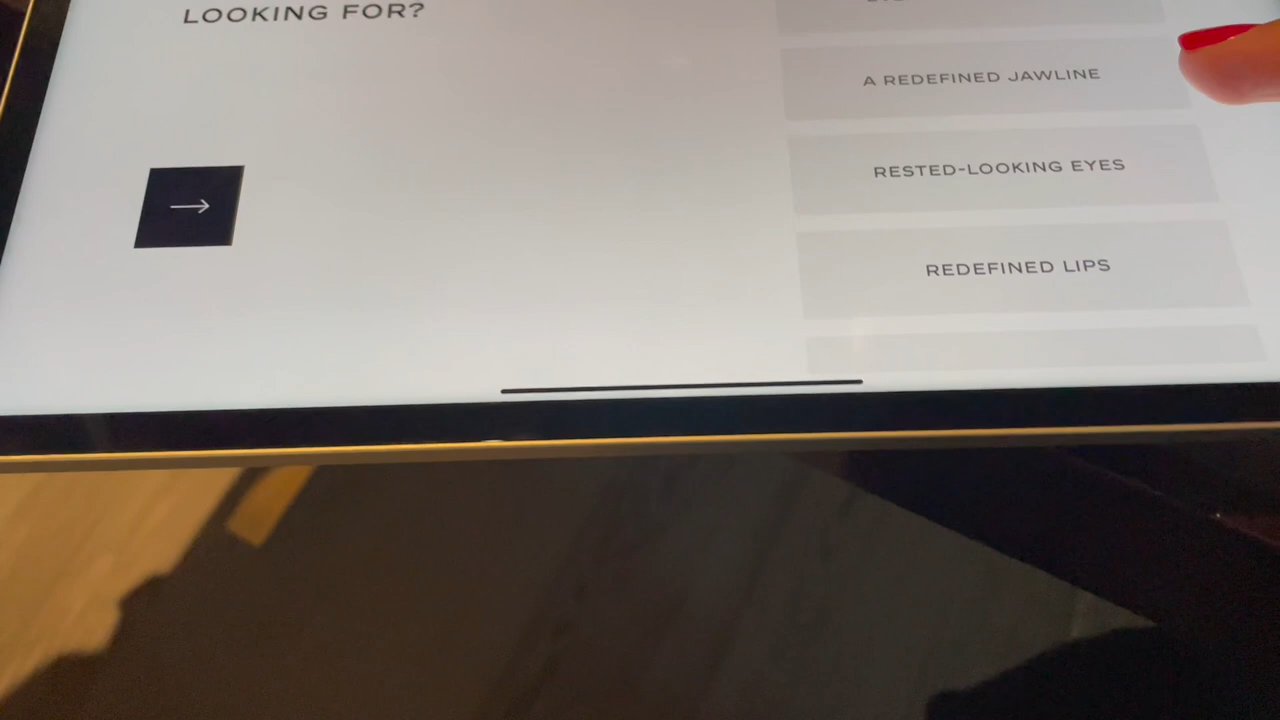 LOOKING FOR?
A REDEFINED JAWLINE
RESTED-LOOKING EYES
REDEFINED LIPS